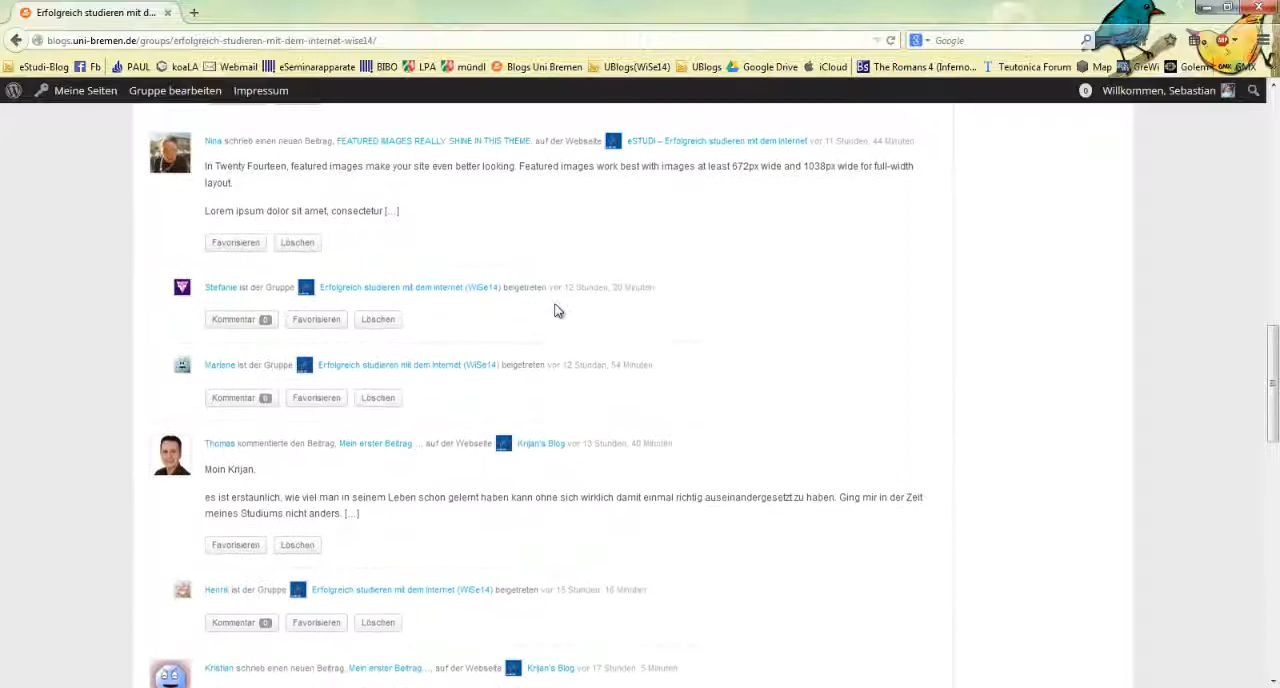 Erfolgreich studieren mit d...
blogs.uni-bremen.de/groups/erfolgreich-studieren-mit-dem-internet-wise14/
Google
eStudi-Blog Fb PAUL koaLA Webmail eSeminarapparate BIBO LPA mündl Blogs Uni Bremen UBlogs(WiSe14) UBlogs Google Drive iCloud The Romans 4 (Inferno... Teutonica Forum Map GreWi Golem GMX
Meine Seiten Gruppe bearbeiten Impressum 0 Willkommen, Sebastian
Nina schrieb einen neuen Beitrag, FEATURED IMAGES REALLY SHINE IN THIS THEME, auf der Webseite eSTUDI – Erfolgreich studieren mit dem Internet vor 11 Stunden, 44 Minuten
In Twenty Fourteen, featured images make your site even better looking. Featured images work best with images at least 672px wide and 1038px wide for full-width
layout.
Lorem ipsum dolor sit amet, consectetur [...]
Favorisieren Löschen
Stefanie ist der Gruppe Erfolgreich studieren mit dem Internet (WiSe14) beigetreten vor 12 Stunden, 20 Minuten
Kommentar 0 Favorisieren Löschen
Marlene ist der Gruppe Erfolgreich studieren mit dem Internet (WiSe14) beigetreten vor 12 Stunden, 54 Minuten
Kommentar 0 Favorisieren Löschen
Thomas kommentierte den Beitrag, Mein erster Beitrag..., auf der Webseite Krijan's Blog vor 13 Stunden, 40 Minuten
Moin Krijan,
es ist erstaunlich, wie viel man in seinem Leben schon gelernt haben kann ohne sich wirklich damit einmal richtig auseinandergesetzt zu haben. Ging mir in der Zeit
meines Studiums nicht anders. [...]
Favorisieren Löschen
Henrik ist der Gruppe Erfolgreich studieren mit dem Internet (WiSe14) beigetreten vor 15 Stunden, 16 Minuten
Kommentar 0 Favorisieren Löschen
Kristian schrieb einen neuen Beitrag, Mein erster Beitrag..., auf der Webseite Krijan's Blog vor 17 Stunden, 5 Minuten